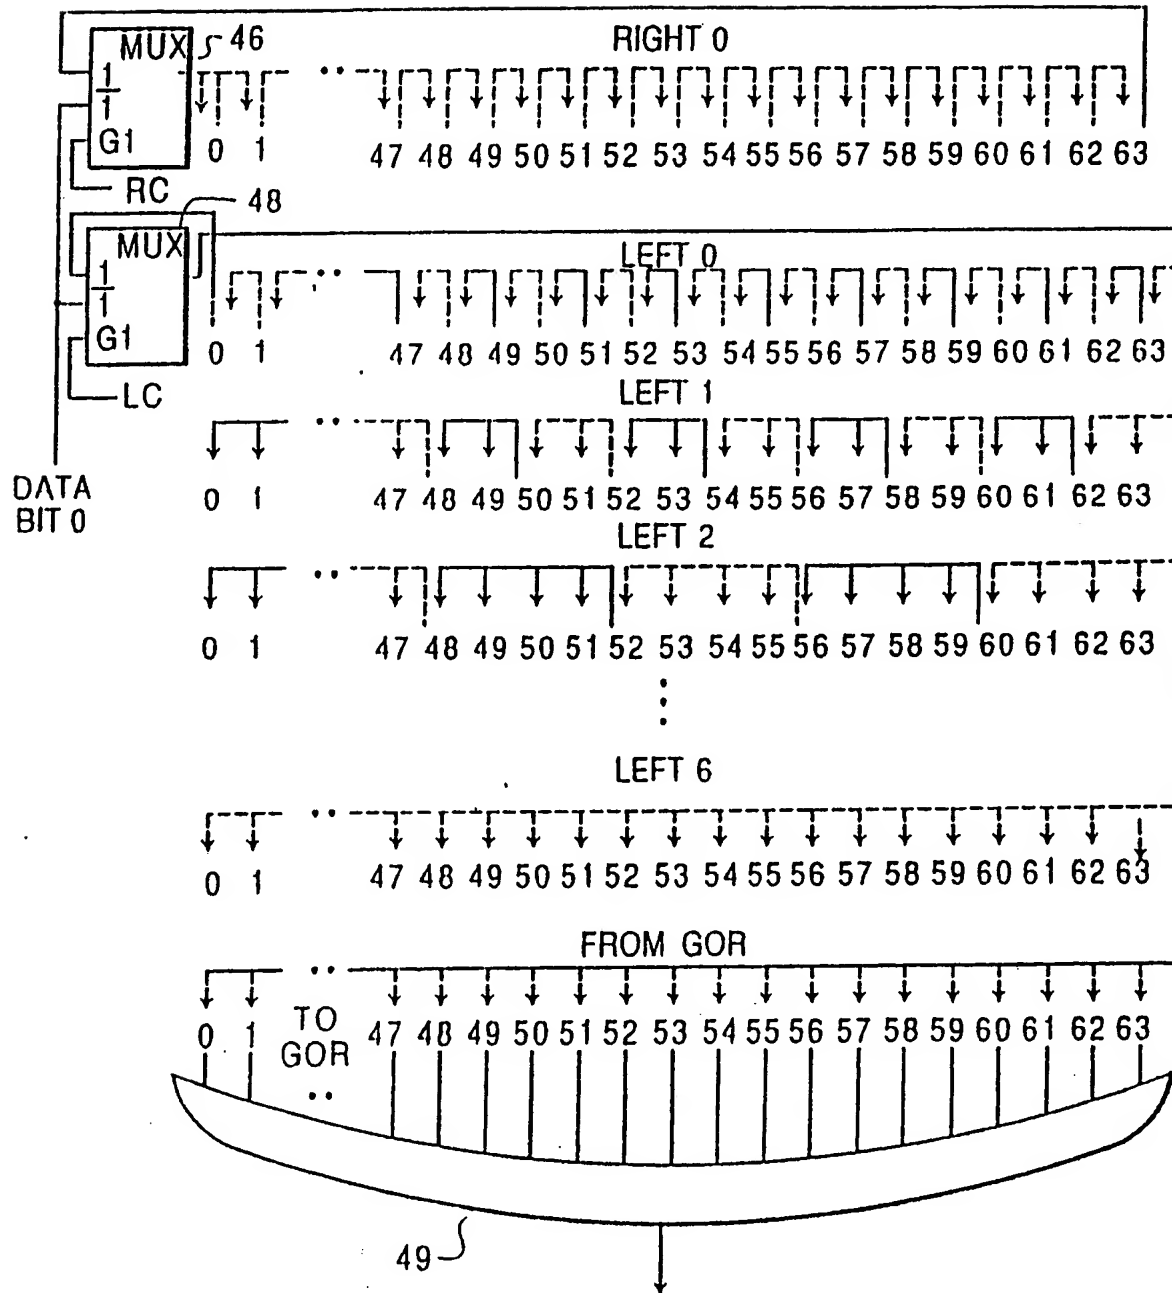 MUX 46
1
1
G1
RC
RIGHT 0
0 1 47 48 49 50 51 52 53 54 55 56 57 58 59 60 61 62 63
48
MUX
1
1
G1
LC
LEFT 0
0 1 47 48 49 50 51 52 53 54 55 56 57 58 59 60 61 62 63
LEFT 1
0 1 47 48 49 50 51 52 53 54 55 56 57 58 59 60 61 62 63
DATA
BIT 0
LEFT 2
0 1 47 48 49 50 51 52 53 54 55 56 57 58 59 60 61 62 63
LEFT 6
0 1 47 48 49 50 51 52 53 54 55 56 57 58 59 60 61 62 63
FROM GOR
0 1 47 48 49 50 51 52 53 54 55 56 57 58 59 60 61 62 63
TO
GOR
49